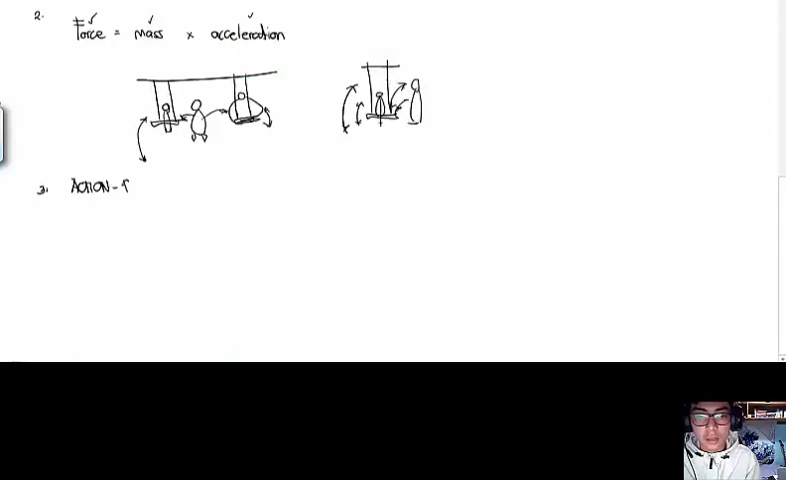 2.
Force = mass x acceleration
3. ACTION - r